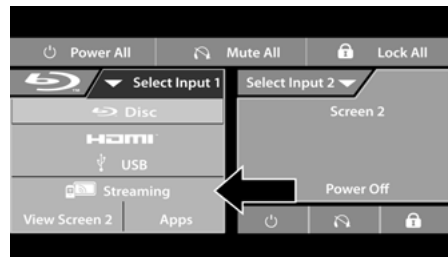 Power All
Mute All
Lock All
Select Input 1
Select Input 2
Disc
HDMI
USB
Streaming
View Screen 2
Apps
Screen 2
Power Off